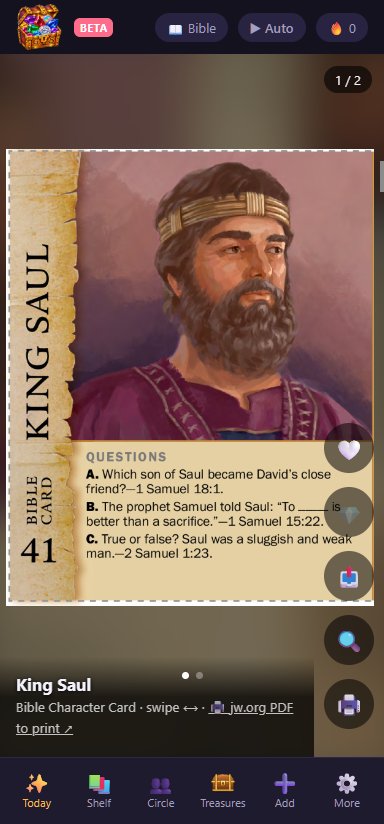 BETA
Bible
Auto
0
1 / 2
KING SAUL
BIBLE
CARD
41
QUESTIONS
A. Which son of Saul became David's close
friend?—1 Samuel 18:1.
B. The prophet Samuel told Saul: “To _____ is
better than a sacrifice.”—1 Samuel 15:22.
C. True or false? Saul was a sluggish and weak
man.—2 Samuel 1:23.
King Saul
Bible Character Card · swipe ↔ · jw.org PDF
to print ↗
Today
Shelf
Circle
Treasures
Add
More